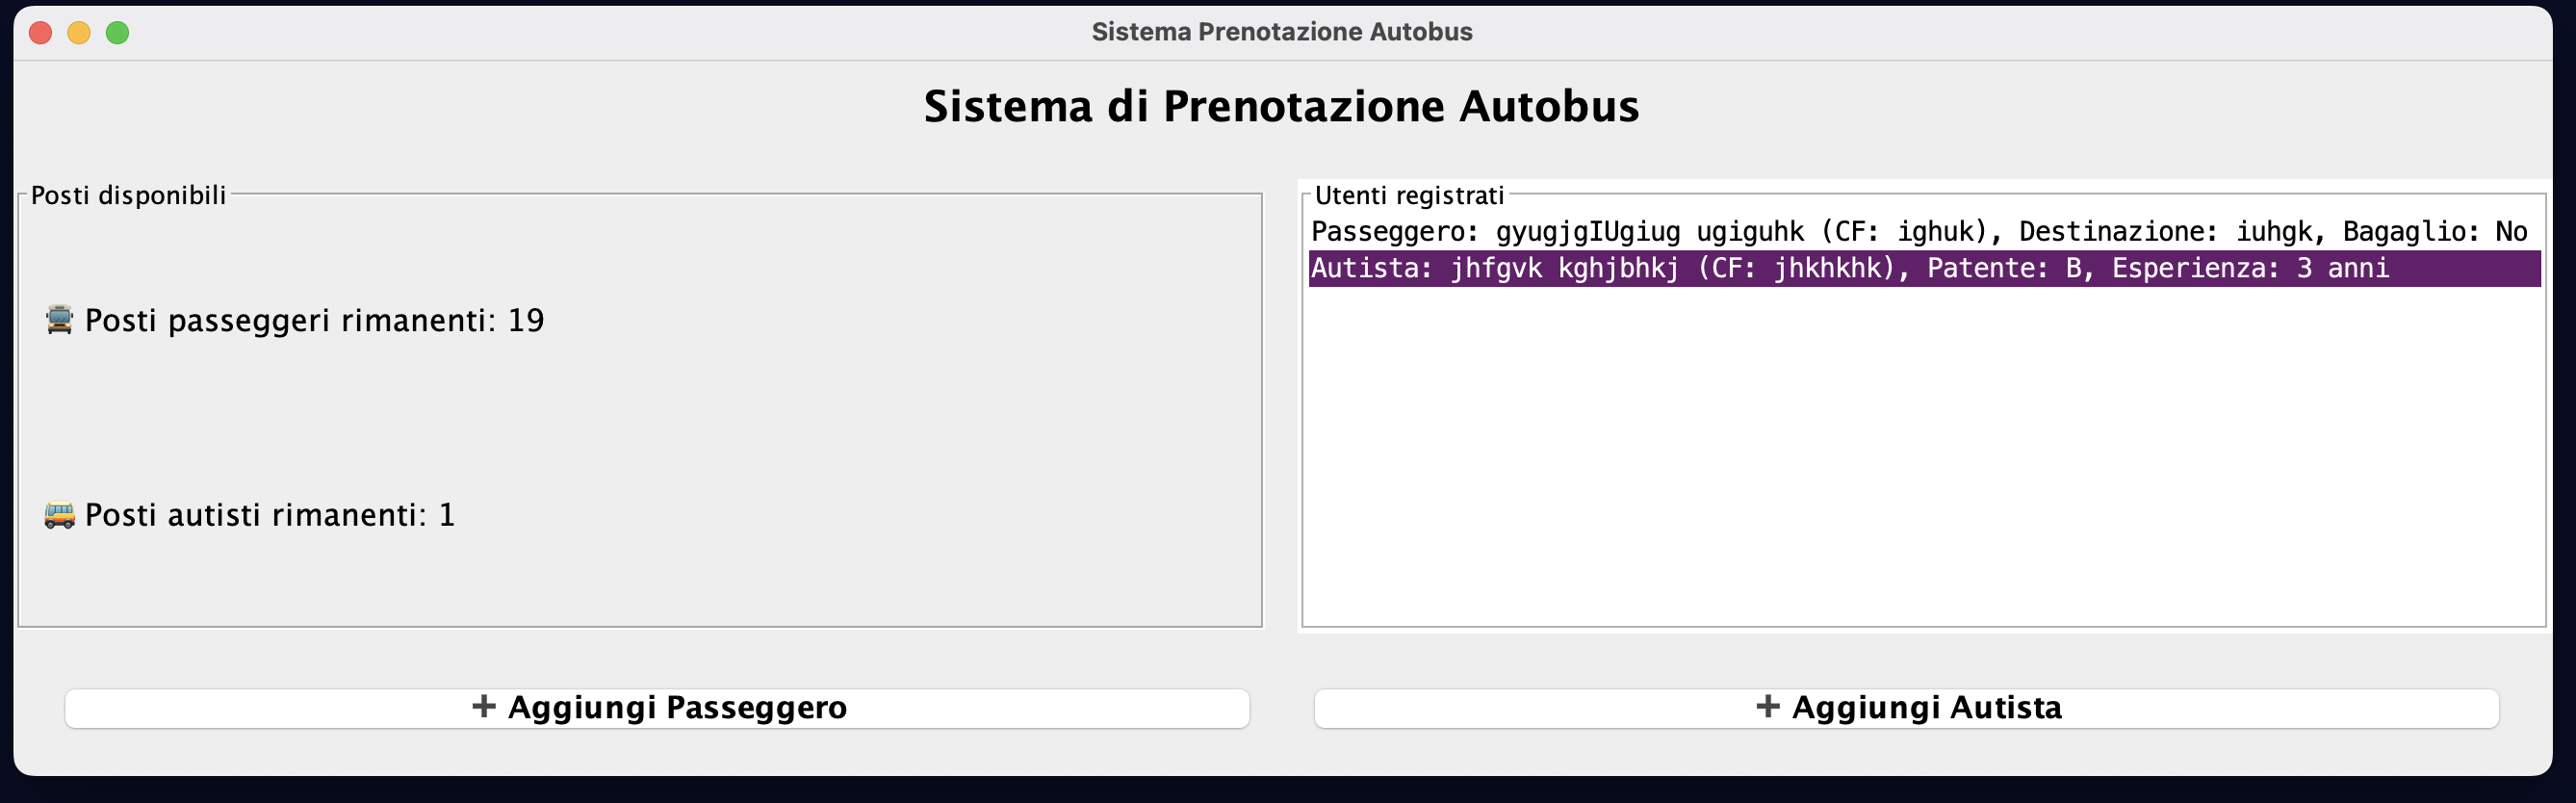 Sistema Prenotazione Autobus
Sistema di Prenotazione Autobus
Posti disponibili
Posti passeggeri rimanenti: 19
Posti autisti rimanenti: 1
Utenti registrati
Passeggero: gyugjgIUgiug ugiguhk (CF: ighuk), Destinazione: iuhgk, Bagaglio: No
Autista: jhfgvk kghjbhkj (CF: jhkhkhk), Patente: B, Esperienza: 3 anni
+ Aggiungi Passeggero
+ Aggiungi Autista